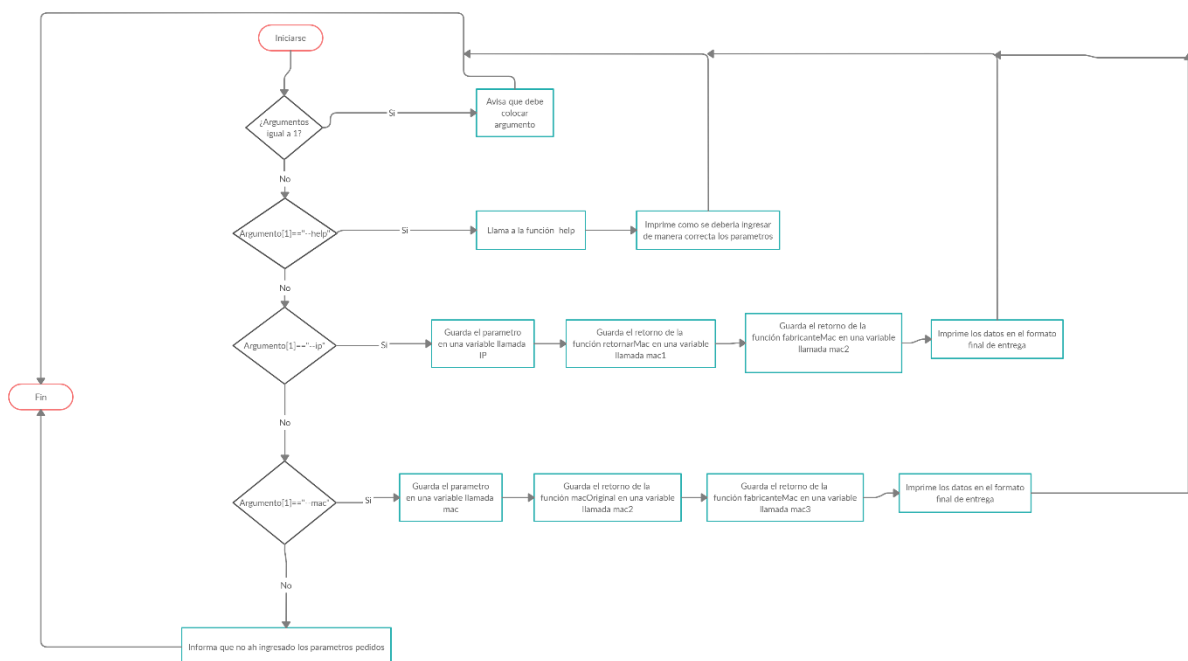 Iniciarse
¿Argumentos
igual a 1?
Si
Avisa que debe
colocar
argumento
No
Argumento[1]=="--help"
Si
Llama a la función help
Imprime como se deberia ingresar
de manera correcta los parametros
No
Argumento[1]=="--ip"
Si
Guarda el parametro
en una variable llamada
IP
Guarda el retorno de la
función retornarMac en una variable
llamada mac1
Guarda el retorno de la
función fabricanteMac en una variable
llamada mac2
Imprime los datos en el formato
final de entrega
Fin
No
Argumento[1]=="--mac"
Si
Guarda el parametro
en una variable llamada
mac
Guarda el retorno de la
función macOriginal en una variable
llamada mac2
Guarda el retorno de la
función fabricanteMac en una variable
llamada mac3
Imprime los datos en el formato
final de entrega
No
Informa que no ah ingresado los parametros pedidos